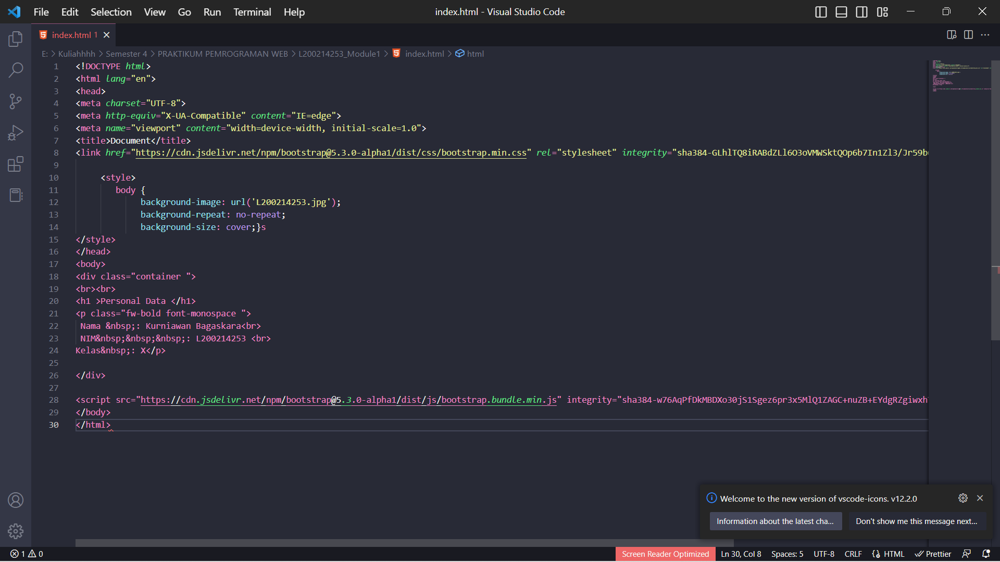 File Edit Selection View Go Run Terminal Help index.html - Visual Studio Code
index.html 1
E: > Kuliahhhh > Semester 4 > PRAKTIKUM PEMROGRAMAN WEB > L200214253_Module1 > index.html > html
1 <!DOCTYPE html>
2 <html lang="en">
3 <head>
4 <meta charset="UTF-8">
5 <meta http-equiv="X-UA-Compatible" content="IE=edge">
6 <meta name="viewport" content="width=device-width, initial-scale=1.0">
7 <title>Document</title>
8 <link href="https://cdn.jsdelivr.net/npm/bootstrap@5.3.0-alpha1/dist/css/bootstrap.min.css" rel="stylesheet" integrity="sha384-GLhlTQ8iRABdZLl6O3oVMWSktQOp6b7In1Zl3/Jr59b
9
10 <style>
11 body {
12 background-image: url('L200214253.jpg');
13 background-repeat: no-repeat;
14 background-size: cover;}s
15 </style>
16 </head>
17 <body>
18 <div class="container ">
19 <br><br>
20 <h1 >Personal Data </h1>
21 <p class="fw-bold font-monospace ">
22 Nama &nbsp;: Kurniawan Bagaskara<br>
23 NIM&nbsp;&nbsp;&nbsp;: L200214253 <br>
24 Kelas&nbsp;: X</p>
25
26 </div>
27
28 <script src="https://cdn.jsdelivr.net/npm/bootstrap@5.3.0-alpha1/dist/js/bootstrap.bundle.min.js" integrity="sha384-w76AqPfDkMBDXo30jS1Sgez6pr3x5MlQ1ZAGC+nuZB+EYdgRZgiwxh
29 </body>
30 </html>
Welcome to the new version of vscode-icons. v12.2.0
Information about the latest cha... Don't show me this message next...
1 0 Screen Reader Optimized Ln 30, Col 8 Spaces: 5 UTF-8 CRLF HTML Prettier